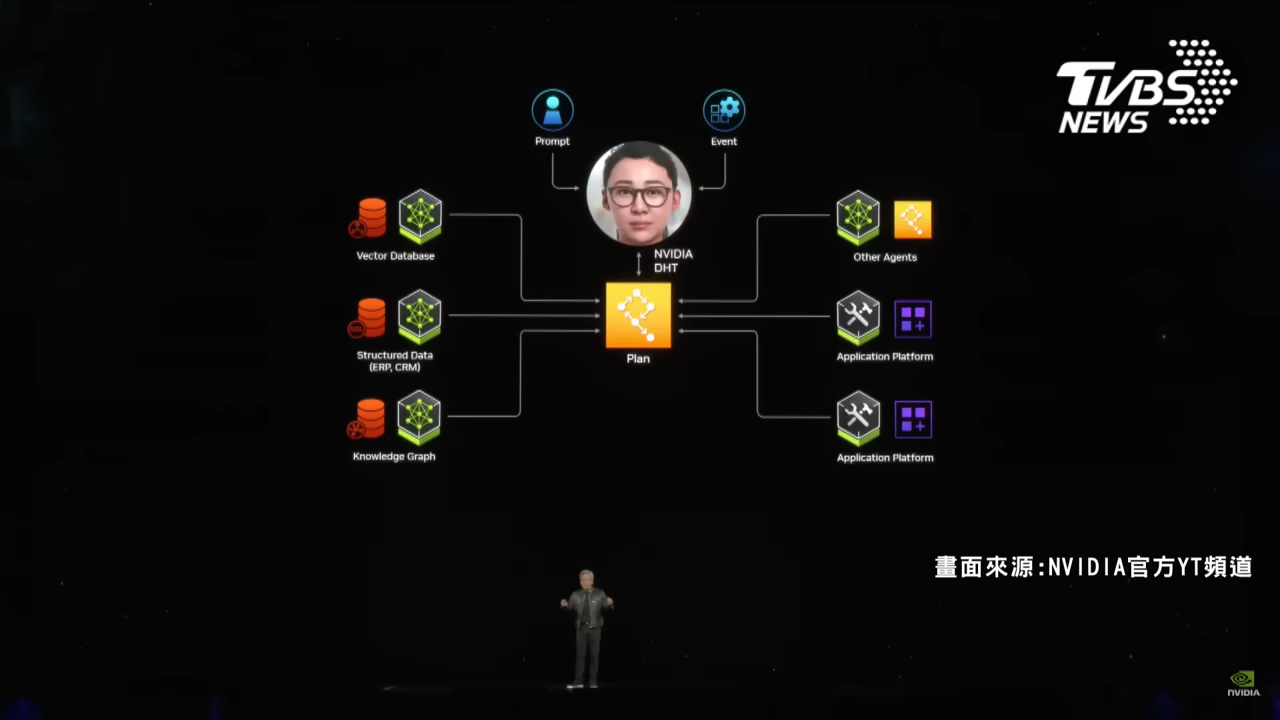 TVBS
NEWS
Prompt
Event
NVIDIA
DHT
Vector Database
Other Agents
SQL
Structured Data
(ERP, CRM)
Plan
Application Platform
Knowledge Graph
Application Platform
畫面來源:NVIDIA官方YT頻道
NVIDIA